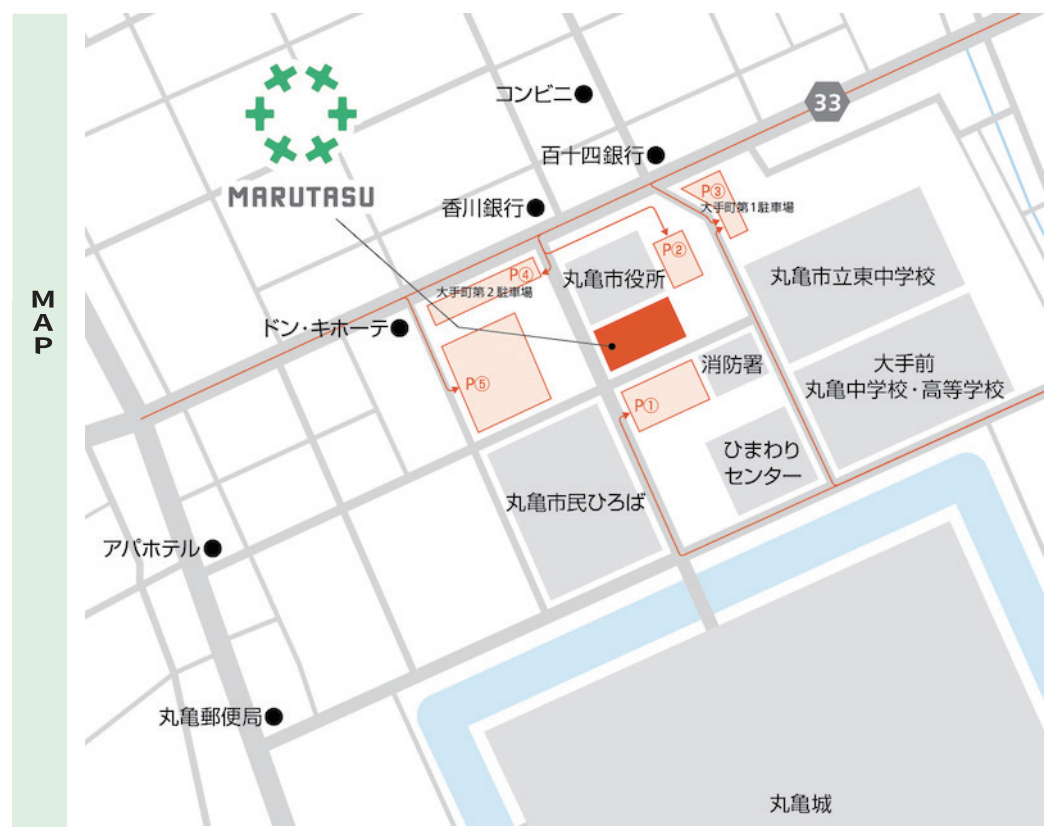 MAP
MARUTASU
コンビニ
33
百十四銀行
香川銀行
P③
大手町第1駐車場
P②
丸亀市役所
丸亀市立東中学校
P④
大手町第2駐車場
ドン・キホーテ
消防署
大手前
丸亀中学校・高等学校
P⑤
P①
ひまわり
センター
丸亀市民ひろば
アパホテル
丸亀郵便局
丸亀城